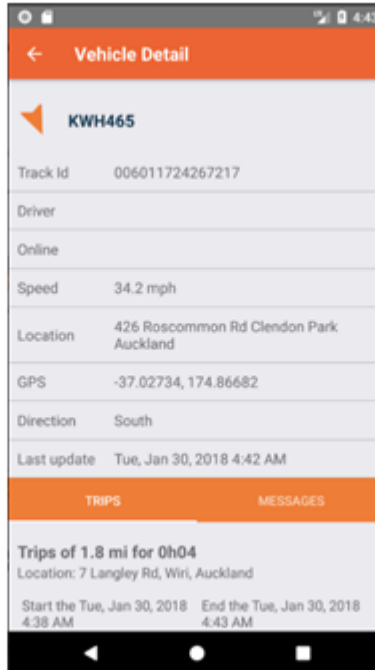 4:43
Vehicle Detail
KWH465
Track Id 006011724267217
Driver
Online
Speed 34.2 mph
Location 426 Roscommon Rd Clendon Park
Auckland
GPS -37.02734, 174.86682
Direction South
Last update Tue, Jan 30, 2018 4:42 AM
TRIPS MESSAGES
Trips of 1.8 mi for 0h04
Location: 7 Langley Rd, Wiri, Auckland
Start the Tue, Jan 30, 2018 End the Tue, Jan 30, 2018
4:38 AM 4:43 AM